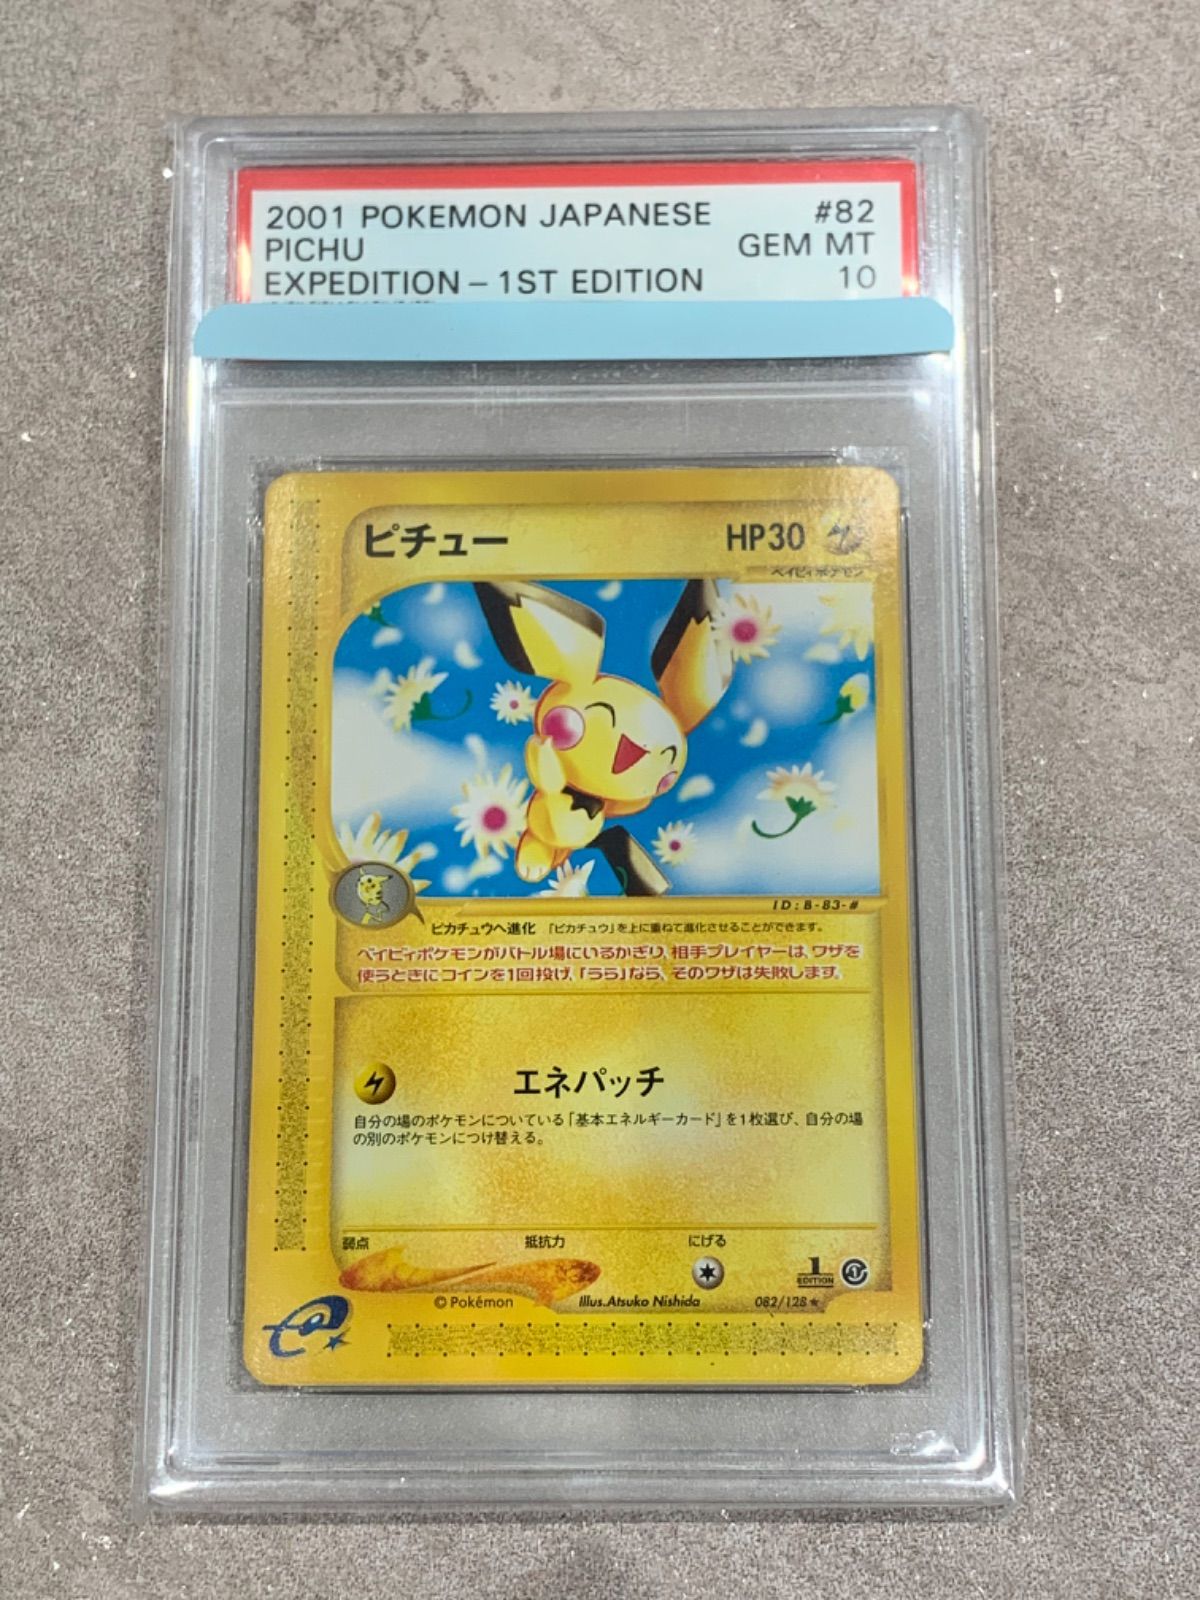 2001 POKEMON JAPANESE #82
PICHU GEM MT
EXPEDITION – 1ST EDITION 10
ピチュー HP30
ベイビィポケモン
ID:B-83-#
ピカチュウへ進化 「ピカチュウ」を上に重ねて進化させることができます。
ベイビィポケモンがバトル場にいるかぎり、相手プレイヤーは、ワザを
使うときにコインを1回投げ、「うら」なら、そのワザは失敗します。
エネパッチ
自分の場のポケモンについている「基本エネルギーカード」を1枚選び、自分の場
の別のポケモンにつけ替える。
弱点 抵抗力 にげる
1 EDITION
© Pokémon Illus.Atsuko Nishida 082/128★